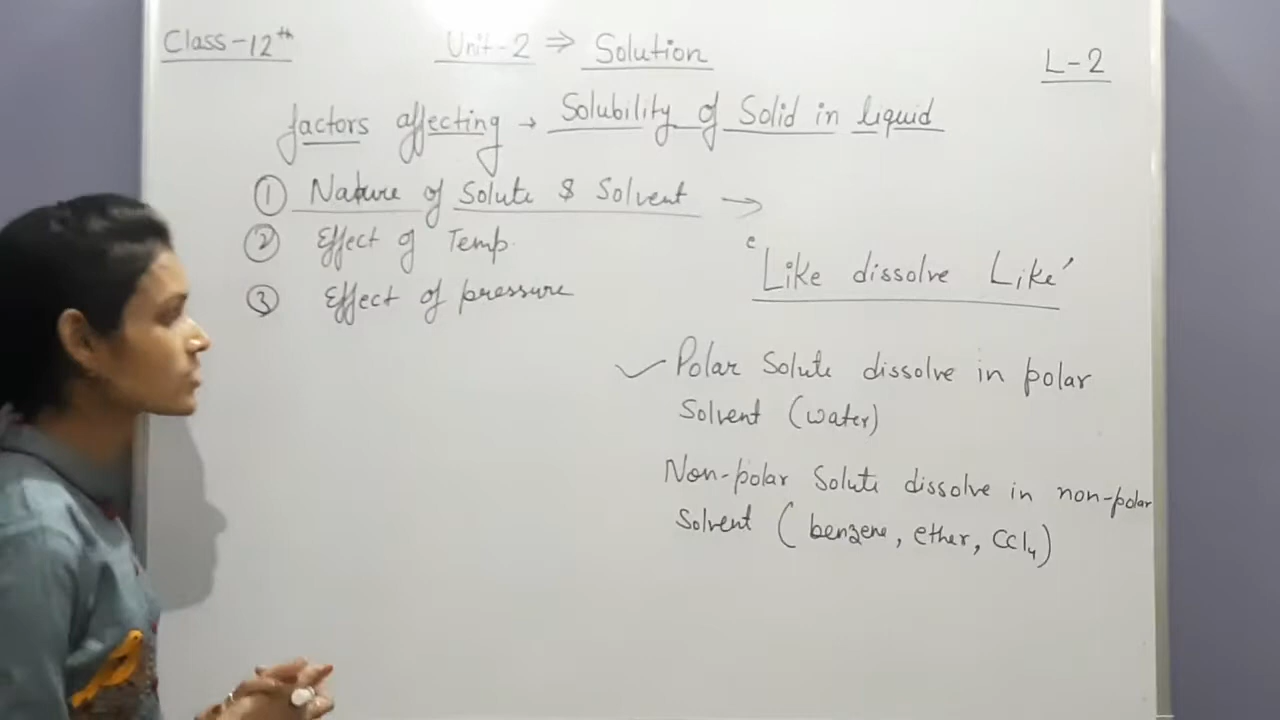 Class-12th
Unit-2 ⇒ Solution
L-2
factors affecting → Solubility of Solid in liquid
① Nature of Solute & Solvent →
② Effect of Temp.
③ Effect of pressure
'Like dissolve Like'
✓ Polar Solute dissolve in polar
Solvent (water)
Non-polar Solute dissolve in non-polar
Solvent (benzene, ether, CCl₄)